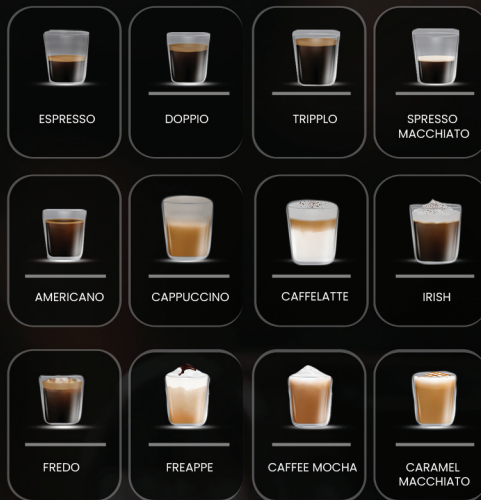 ESPRESSO
DOPPIO
TRIPPLO
SPRESSO
MACCHIATO
AMERICANO
CAPPUCCINO
CAFFELATTE
IRISH
FREDO
FREAPPE
CAFFEE MOCHA
CARAMEL
MACCHIATO